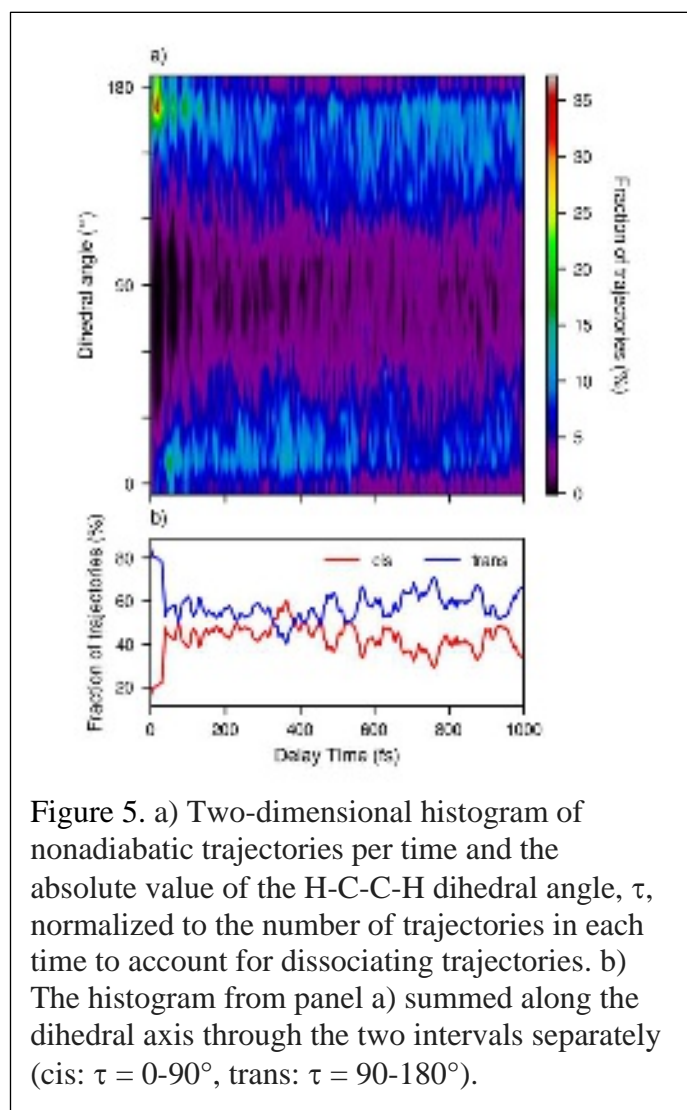 a)
180
90
0
Dihedral angle (°)
35
30
25
20
15
10
5
0
Fraction of trajectories (%)
b)
cis
trans
80
60
40
20
Fraction of trajectories (%)
0 200 400 600 800 1000
Delay Time (fs)
Figure 5. a) Two-dimensional histogram of
nonadiabatic trajectories per time and the
absolute value of the H-C-C-H dihedral angle, τ,
normalized to the number of trajectories in each
time to account for dissociating trajectories. b)
The histogram from panel a) summed along the
dihedral axis through the two intervals separately
(cis: τ = 0-90°, trans: τ = 90-180°).